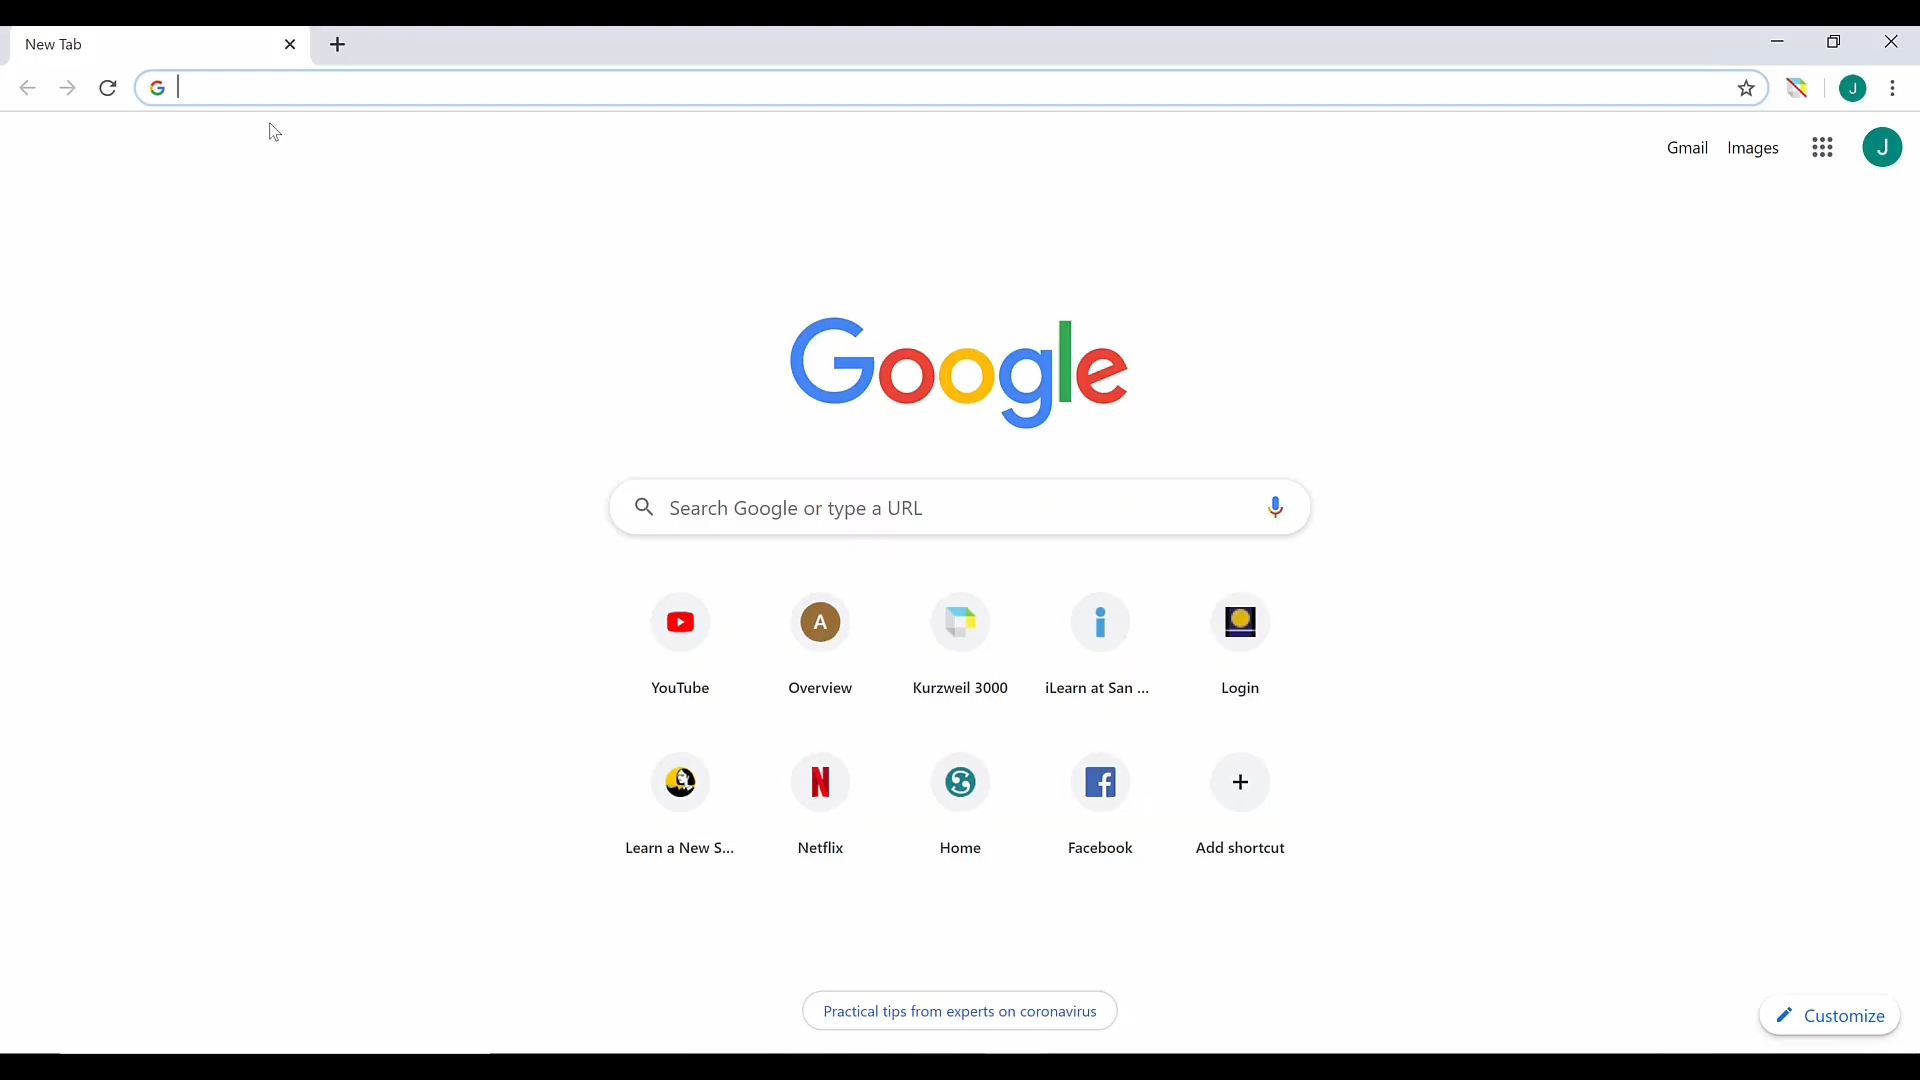 New Tab
J
Gmail Images J
Google
Search Google or type a URL
A
YouTube Overview Kurzweil 3000 iLearn at San ... Login
Learn a New S... Netflix Home Facebook Add shortcut
Practical tips from experts on coronavirus
Customize